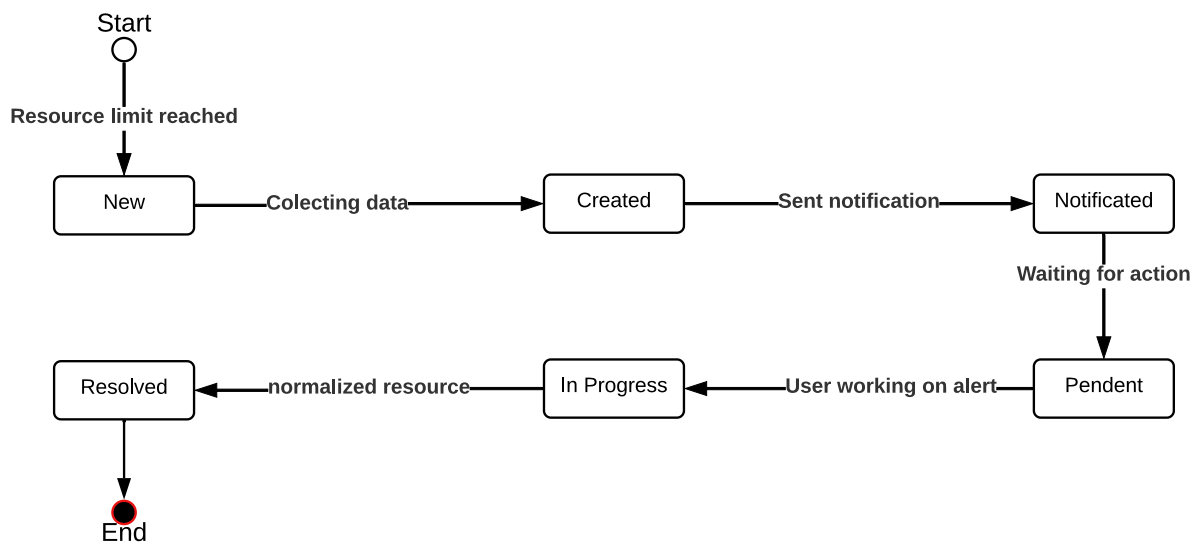 Start
Resource limit reached
New
Colecting data
Created
Sent notification
Notificated
Waiting for action
Pendent
User working on alert
In Progress
normalized resource
Resolved
End